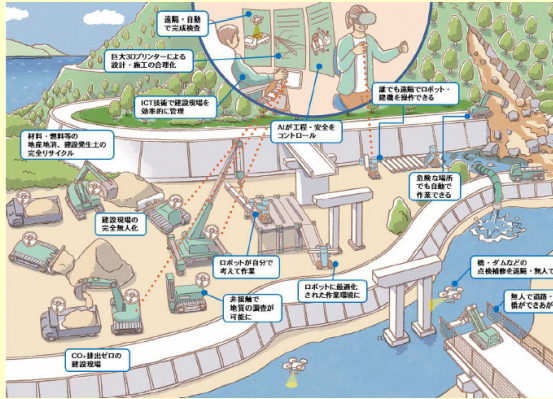 遠隔・自動
で完成検査
巨大3Dプリンターによる
設計・施工の合理化
ICT技術で建設現場を
効率的に管理
AIが工程・安全を
コントロール
誰でも遠隔でロボット・
建機を操作できる
材料・燃料等の
地産地消、建設発生土の
完全リサイクル
危険な場所
でも自動で
作業できる
建設現場の
完全無人化
ロボットが自分で
考えて作業
ロボットに最適化
された作業環境に
橋・ダムなどの
点検補修を遠隔・無人で
非接触で
地質の調査が
可能に
無人で道路・
橋ができあが
CO₂排出ゼロの
建設現場